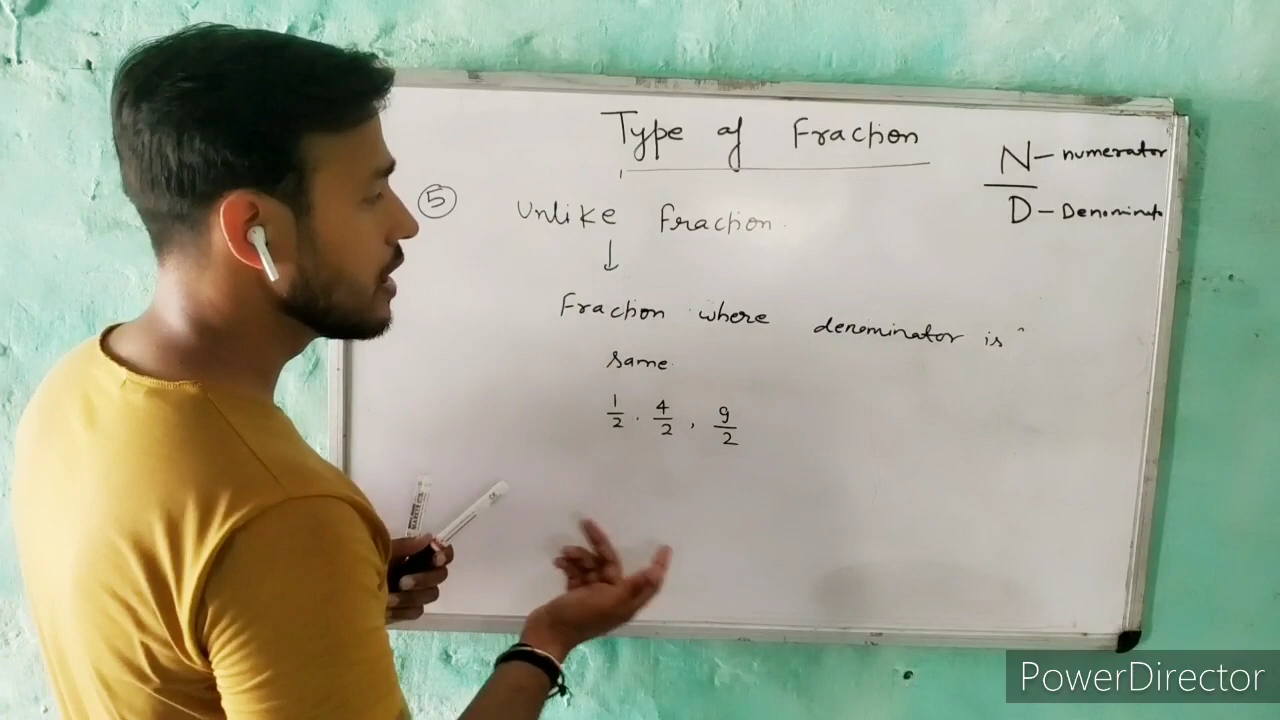 Type of Fraction
N - numerator
D - Denominato
5 Unlike Fraction.
↓
Fraction where denominator is
same.
1/2, 4/2, 9/2
PowerDirector